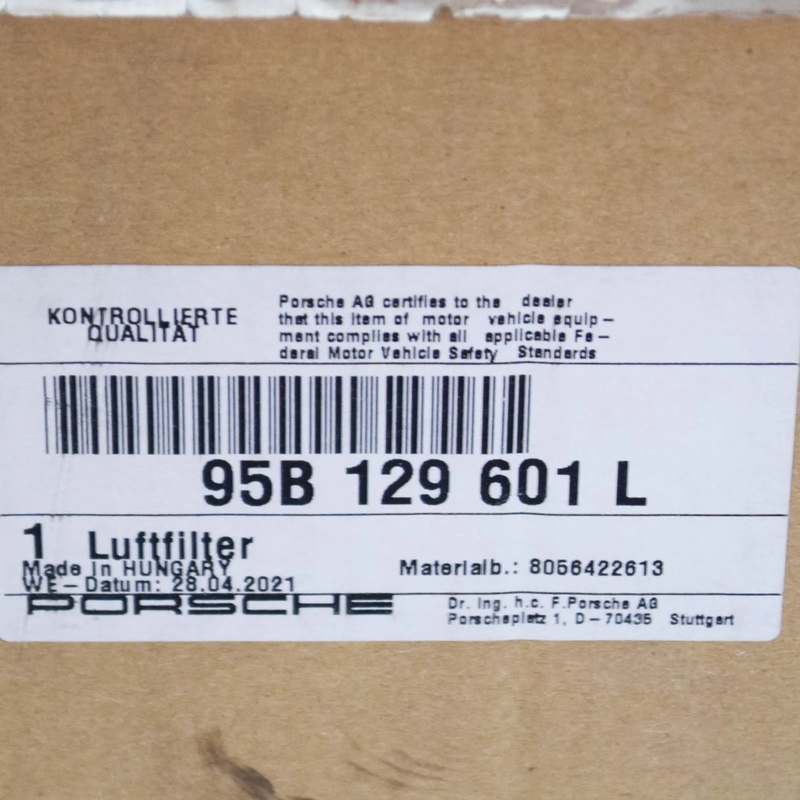 KONTROLLIERTE
QUALITÄT
Porsche AG certifies to the dealer
that this item of motor vehicle equip-
ment complies with all applicable Fe-
deral Motor Vehicle Safety Standards
95B 129 601 L
1 Luftfilter
Made in HUNGARY
WE-Datum: 28.04.2021
Materialb.: 8056422613
PORSCHE
Dr. Ing. h.c. F.Porsche AG
Porscheplatz 1, D-70435 Stuttgart